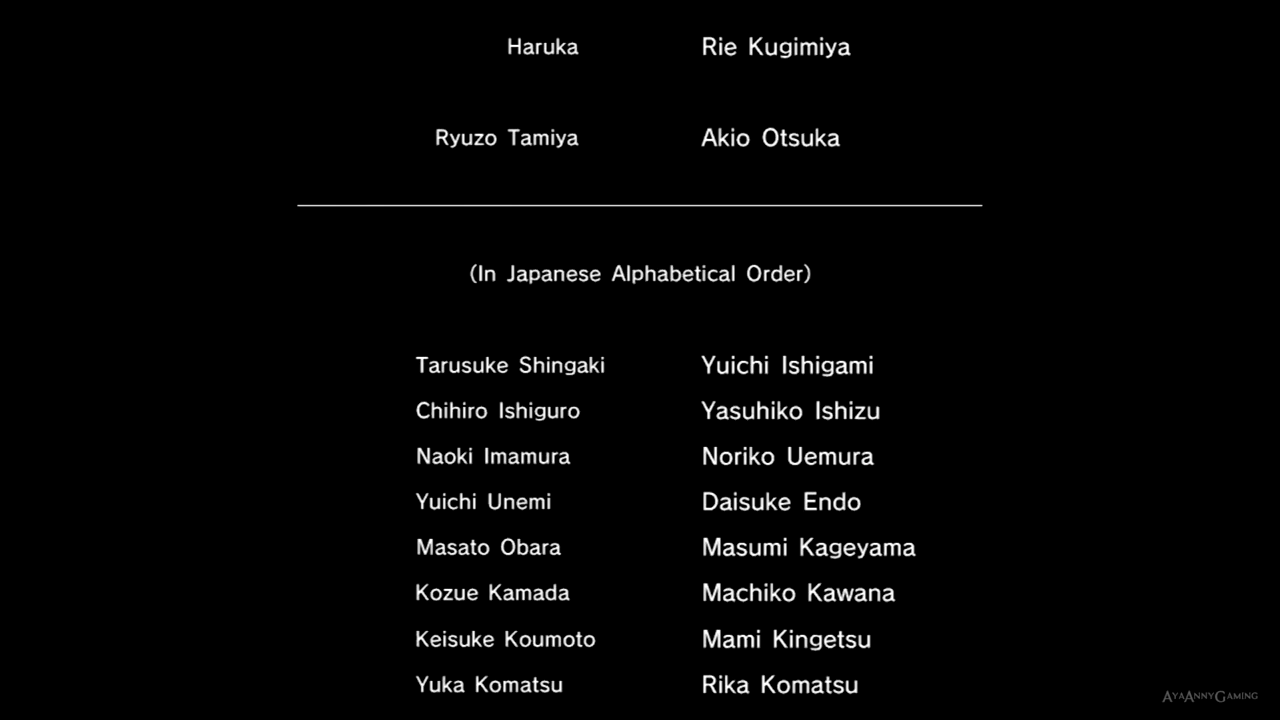 Haruka Rie Kugimiya
Ryuzo Tamiya Akio Otsuka
(In Japanese Alphabetical Order)
Tarusuke Shingaki Yuichi Ishigami
Chihiro Ishiguro Yasuhiko Ishizu
Naoki Imamura Noriko Uemura
Yuichi Unemi Daisuke Endo
Masato Obara Masumi Kageyama
Kozue Kamada Machiko Kawana
Keisuke Koumoto Mami Kingetsu
Yuka Komatsu Rika Komatsu
AyaAnnyGaming